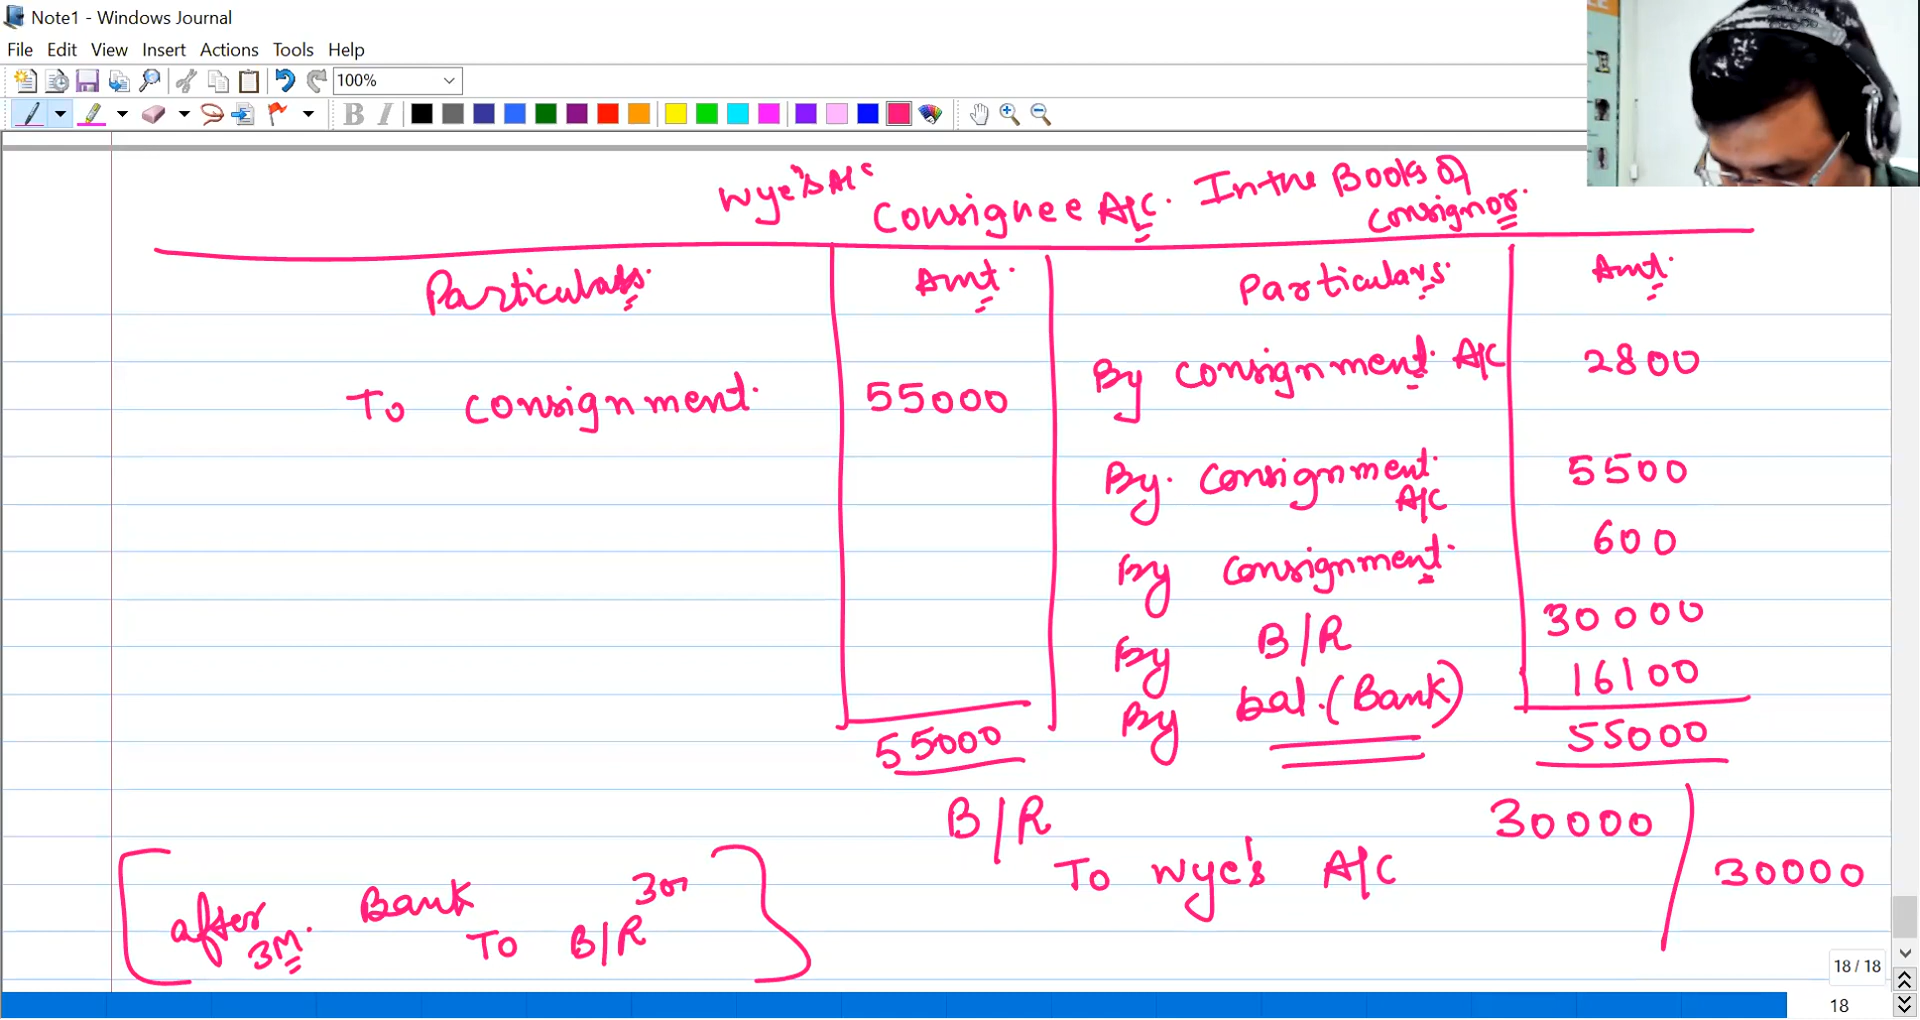 Note1 - Windows Journal
File Edit View Insert Actions Tools Help
100%
B I
Wye's A/c Consignee A/C. In the Books of
consignor.
Particulars Amt. Particulars. Amt.
To consignment. 55000 By consignment. A/C 2800
By. Consignment. 5500
A/C
By consignment. 600
By B/R 30000
By bal. (Bank) 16100
55000 55000
B/R 30000
To Wye's A/C 30000
after 3M. Bank
To B/R
18 / 18
18